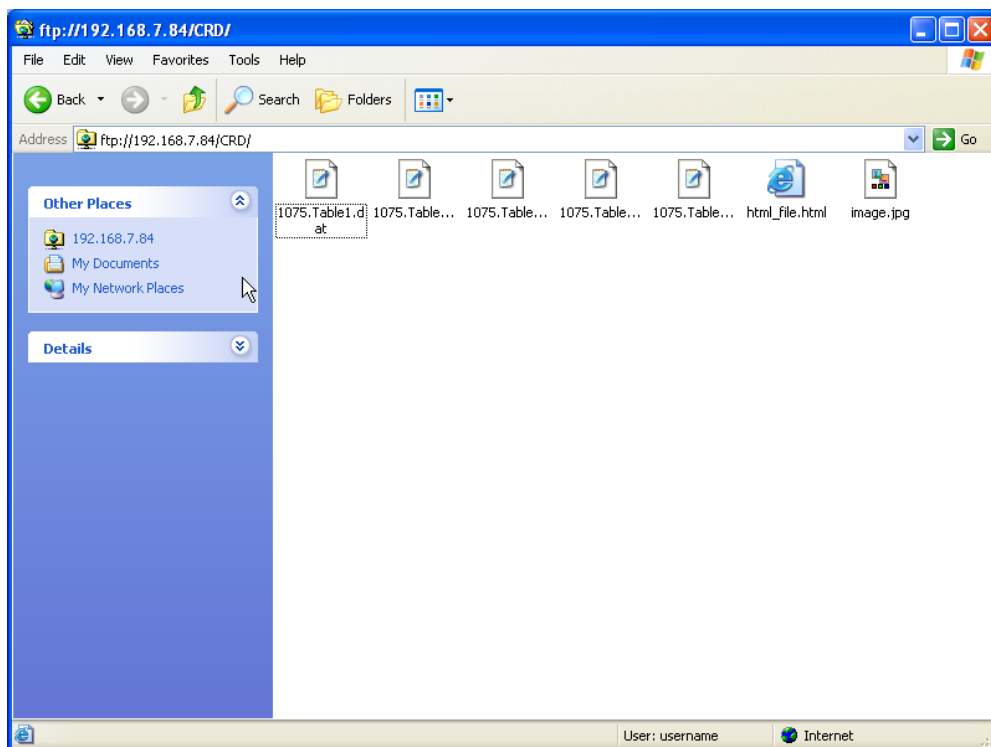 ftp://192.168.7.84/CRD/
File Edit View Favorites Tools Help
Back Search Folders
Address ftp://192.168.7.84/CRD/ Go
Other Places
192.168.7.84
My Documents
My Network Places
Details
1075.Table1.d
at
1075.Table...
1075.Table...
1075.Table...
1075.Table...
html_file.html
image.jpg
User: username Internet